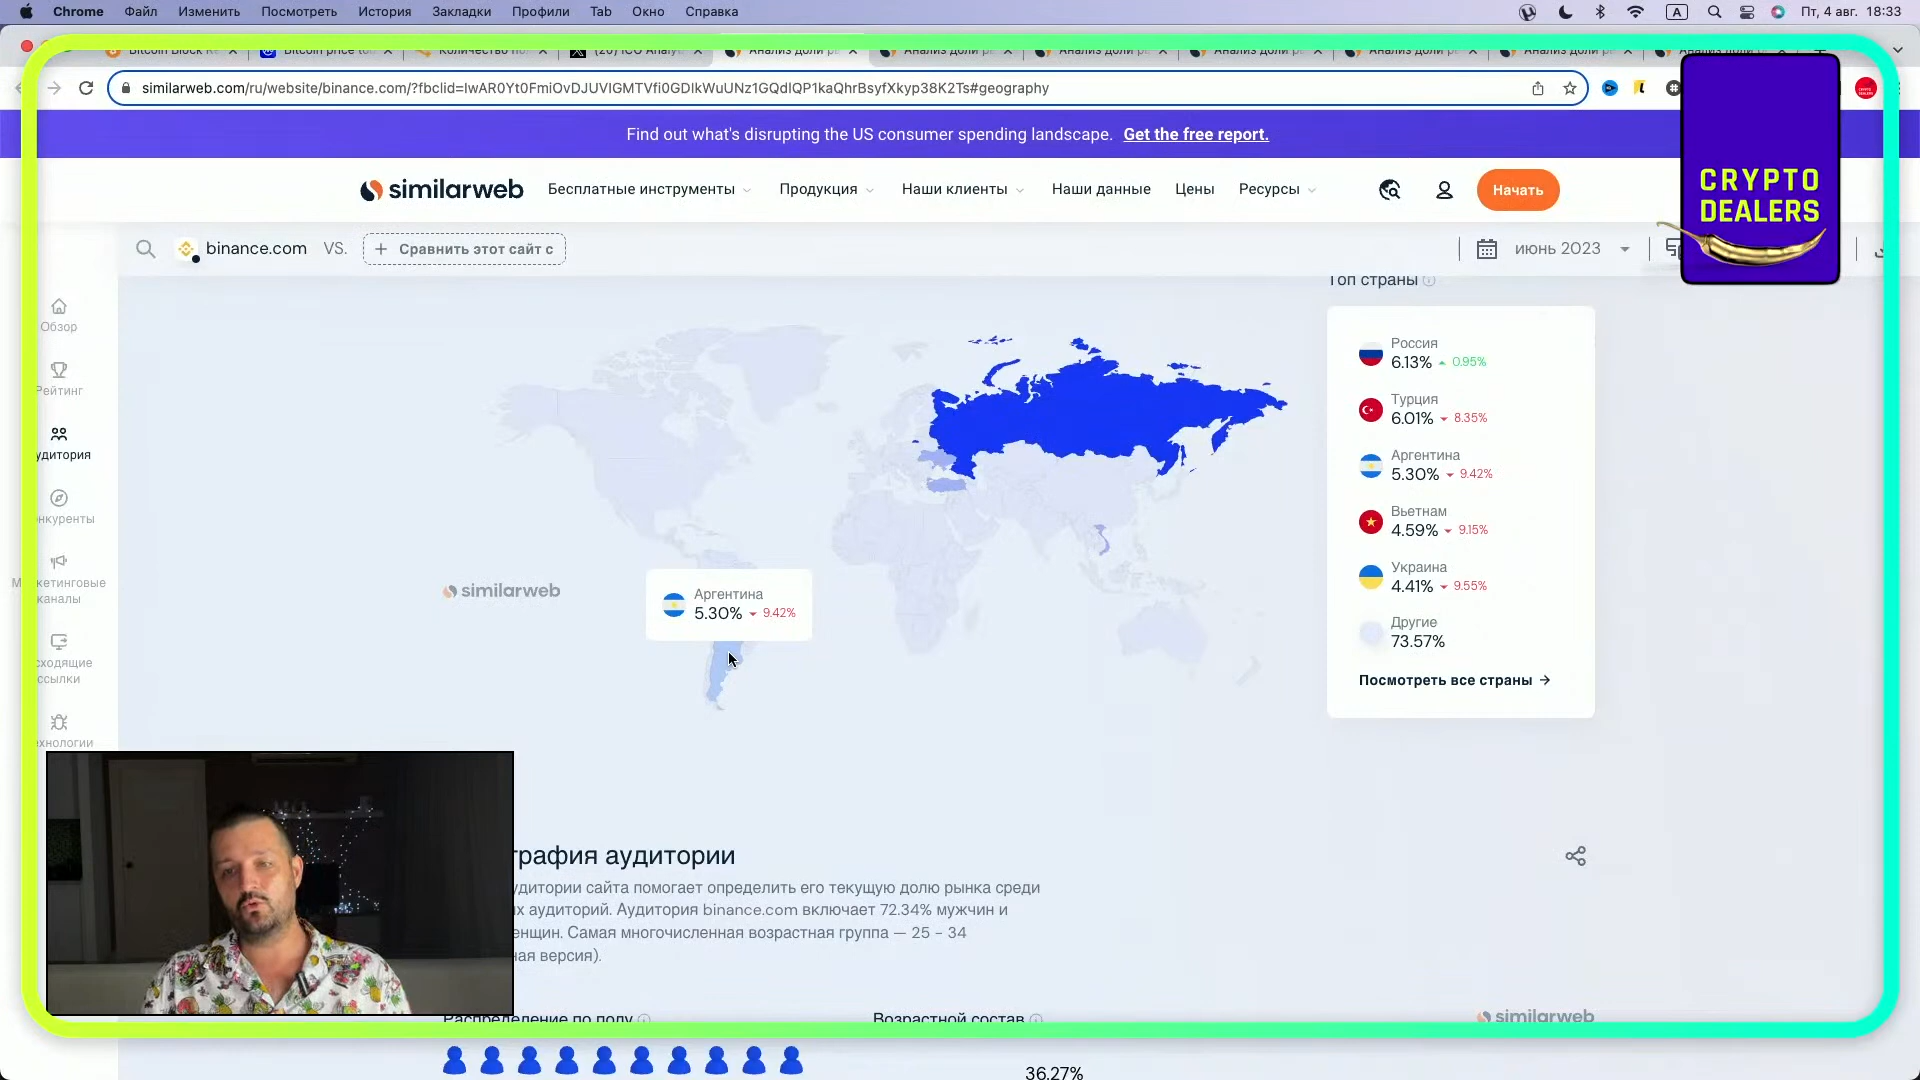 Chrome Файл Изменить Посмотреть История Закладки Профили Tab Окно Справка
A Пт, 4 авг. 18:33
similarweb.com/ru/website/binance.com/?fbclid=IwAR0Yt0FmiOvDJUVIGMTVfi0GDlkWuUNz1GQdlQP1kaQhrBsyfXkyp38K2Ts#geography
Find out what's disrupting the US consumer spending landscape. Get the free report.
similarweb Бесплатные инструменты Продукция Наши клиенты Наши данные Цены Ресурсы Начать
CRYPTO
DEALERS
binance.com VS. + Сравнить этот сайт с июнь 2023
Топ страны
Обзор
Рейтинг
удитория
нкуренты
Маркетинговые
каналы
сходящие
ссылки
ехнологии
Россия
6.13% 0.95%
Турция
6.01% 8.35%
Аргентина
5.30% 9.42%
Вьетнам
4.59% 9.15%
Украина
4.41% 9.55%
Другие
73.57%
Посмотреть все страны →
similarweb
Аргентина
5.30% 9.42%
графия аудитории
удитории сайта помогает определить его текущую долю рынка среди
х аудиторий. Аудитория binance.com включает 72.34% мужчин и
енщин. Самая многочисленная возрастная группа — 25 - 34
ная версия).
Распределение по полу
Возрастной состав
similarweb
36.27%